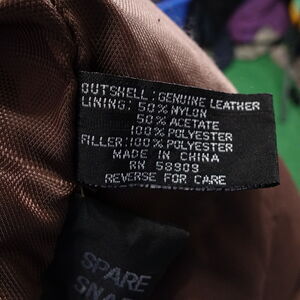 OUTSHELL: GENUINE LEATHER
LINING: 50% NYLON
50% ACETATE
100% POLYESTER
FILLER: 100% POLYESTER
MADE IN CHINA
RN 58909
REVERSE FOR CARE
SPARE
SNAP